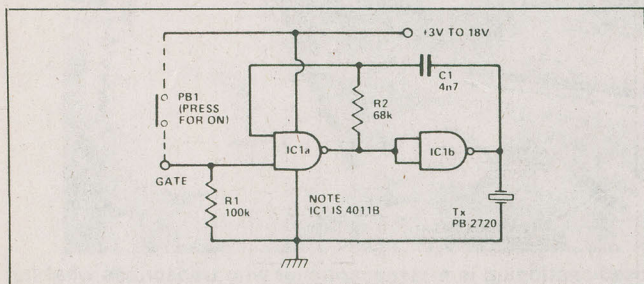 +3V TO 18V
C1
4n7
PB1
(PRESS
FOR ON)
R2
68k
IC1a
IC1b
GATE
R1
100k
NOTE
IC1 IS 4011B
Tx
PB 2720